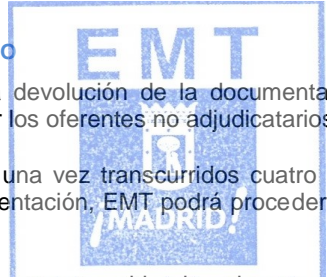 o
EMT
devolución de la documenta
los oferentes no adjudicatarios
una vez transcurridos cuatro
entación, EMT podrá proceder
¡MADRID!